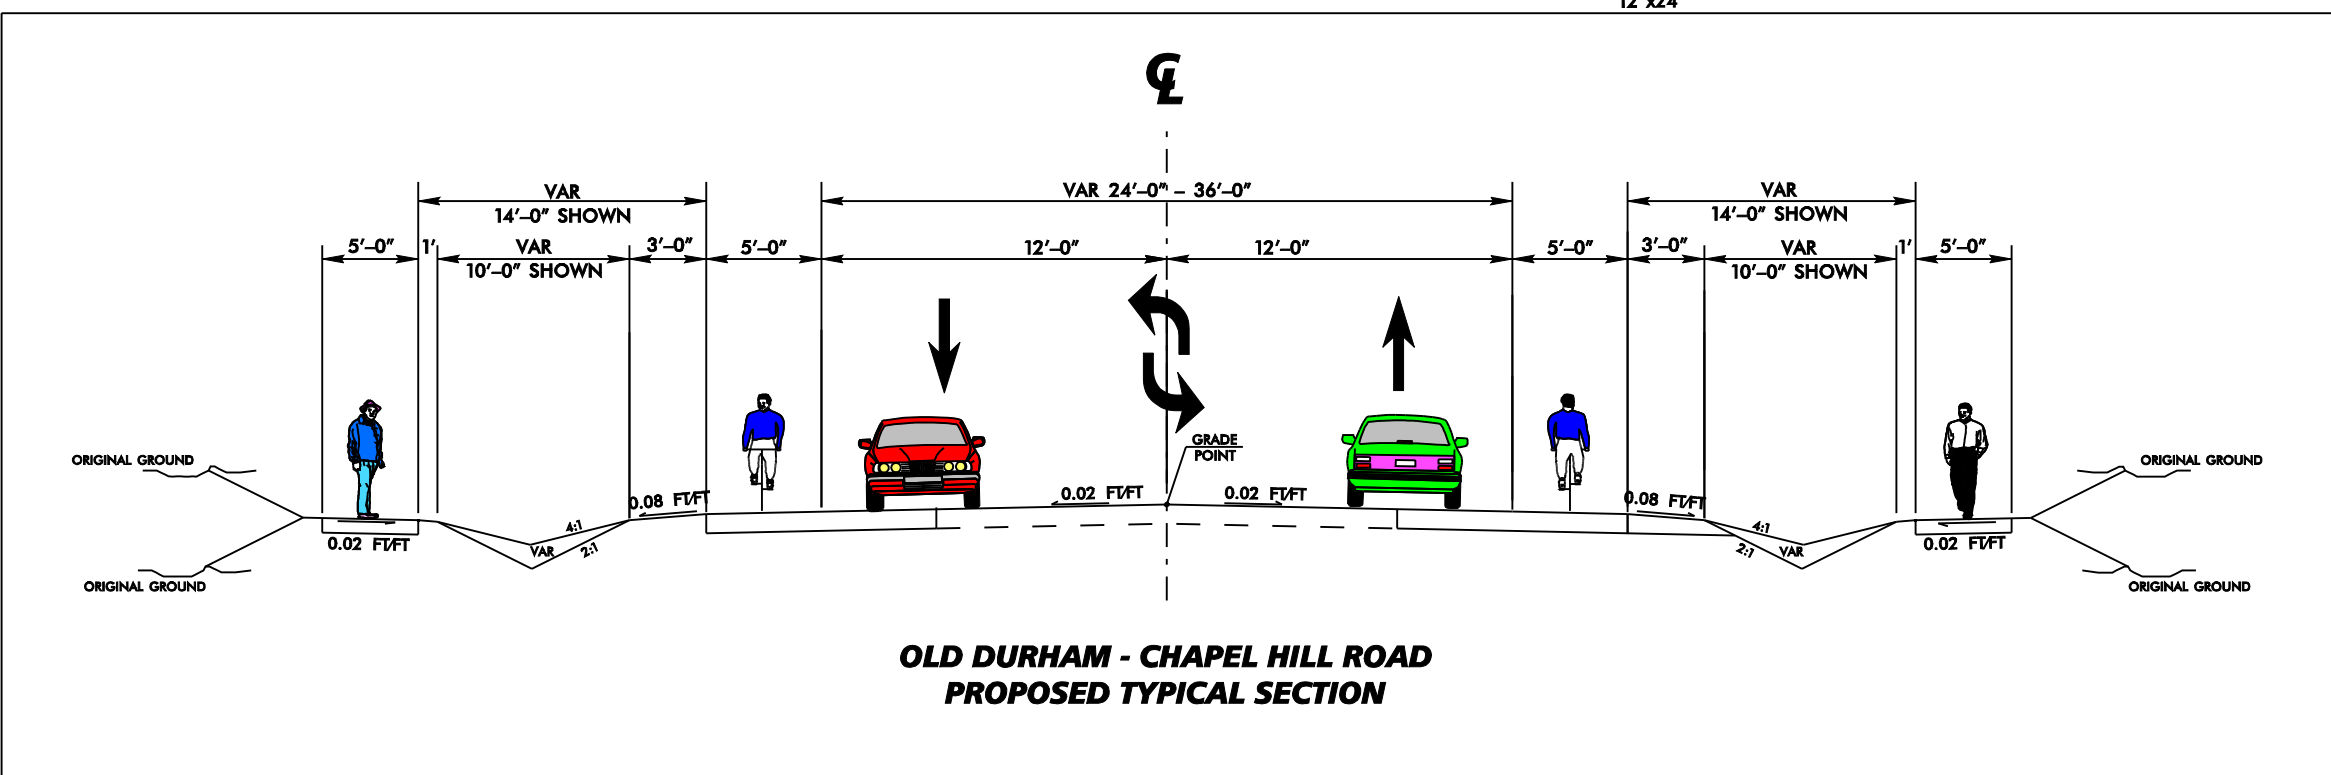 12'x24'
℄
VAR
VAR 24'–0" – 36'–0"
VAR
14'–0" SHOWN
14'–0" SHOWN
5'–0"
1'
VAR
3'–0"
5'–0"
12'–0"
12'–0"
5'–0"
3'–0"
VAR
1'
5'–0"
10'–0" SHOWN
10'–0" SHOWN
GRADE
POINT
ORIGINAL GROUND
ORIGINAL GROUND
0.08 FT/FT
0.02 FT/FT
0.02 FT/FT
0.08 FT/FT
4:1
4:1
0.02 FT/FT
VAR
2:1
2:1
VAR
0.02 FT/FT
ORIGINAL GROUND
ORIGINAL GROUND
OLD DURHAM - CHAPEL HILL ROAD
PROPOSED TYPICAL SECTION